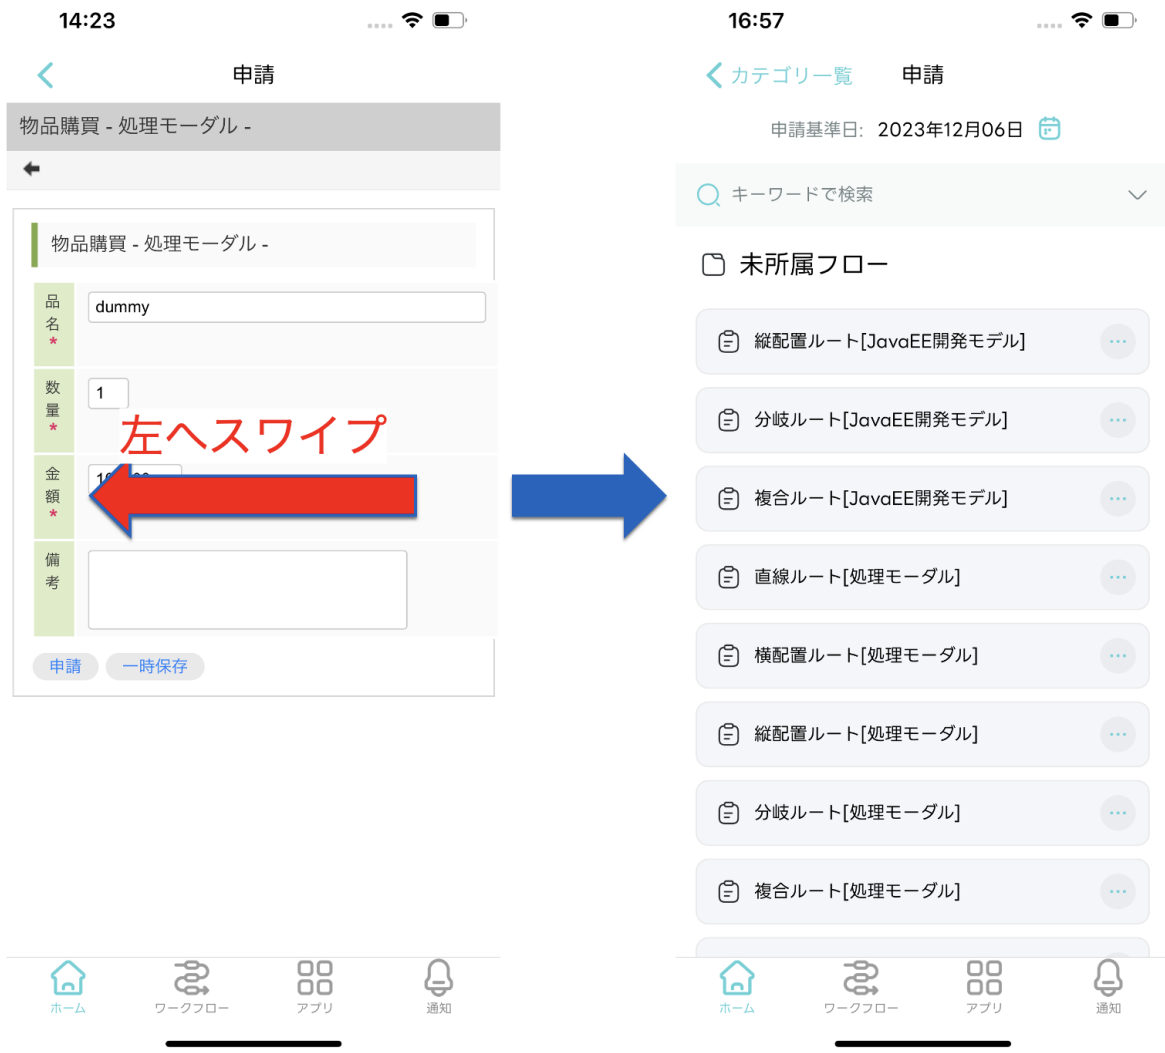 14:23
申請
物品購買 - 処理モーダル -
物品購買 - 処理モーダル -
品名*
dummy
数量*
1
左へスワイプ
金額*
備考
申請
一時保存
ホーム
ワークフロー
アプリ
通知
16:57
カテゴリ一覧
申請
申請基準日: 2023年12月06日
キーワードで検索
未所属フロー
縦配置ルート[JavaEE開発モデル]
分岐ルート[JavaEE開発モデル]
複合ルート[JavaEE開発モデル]
直線ルート[処理モーダル]
横配置ルート[処理モーダル]
縦配置ルート[処理モーダル]
分岐ルート[処理モーダル]
複合ルート[処理モーダル]
ホーム
ワークフロー
アプリ
通知